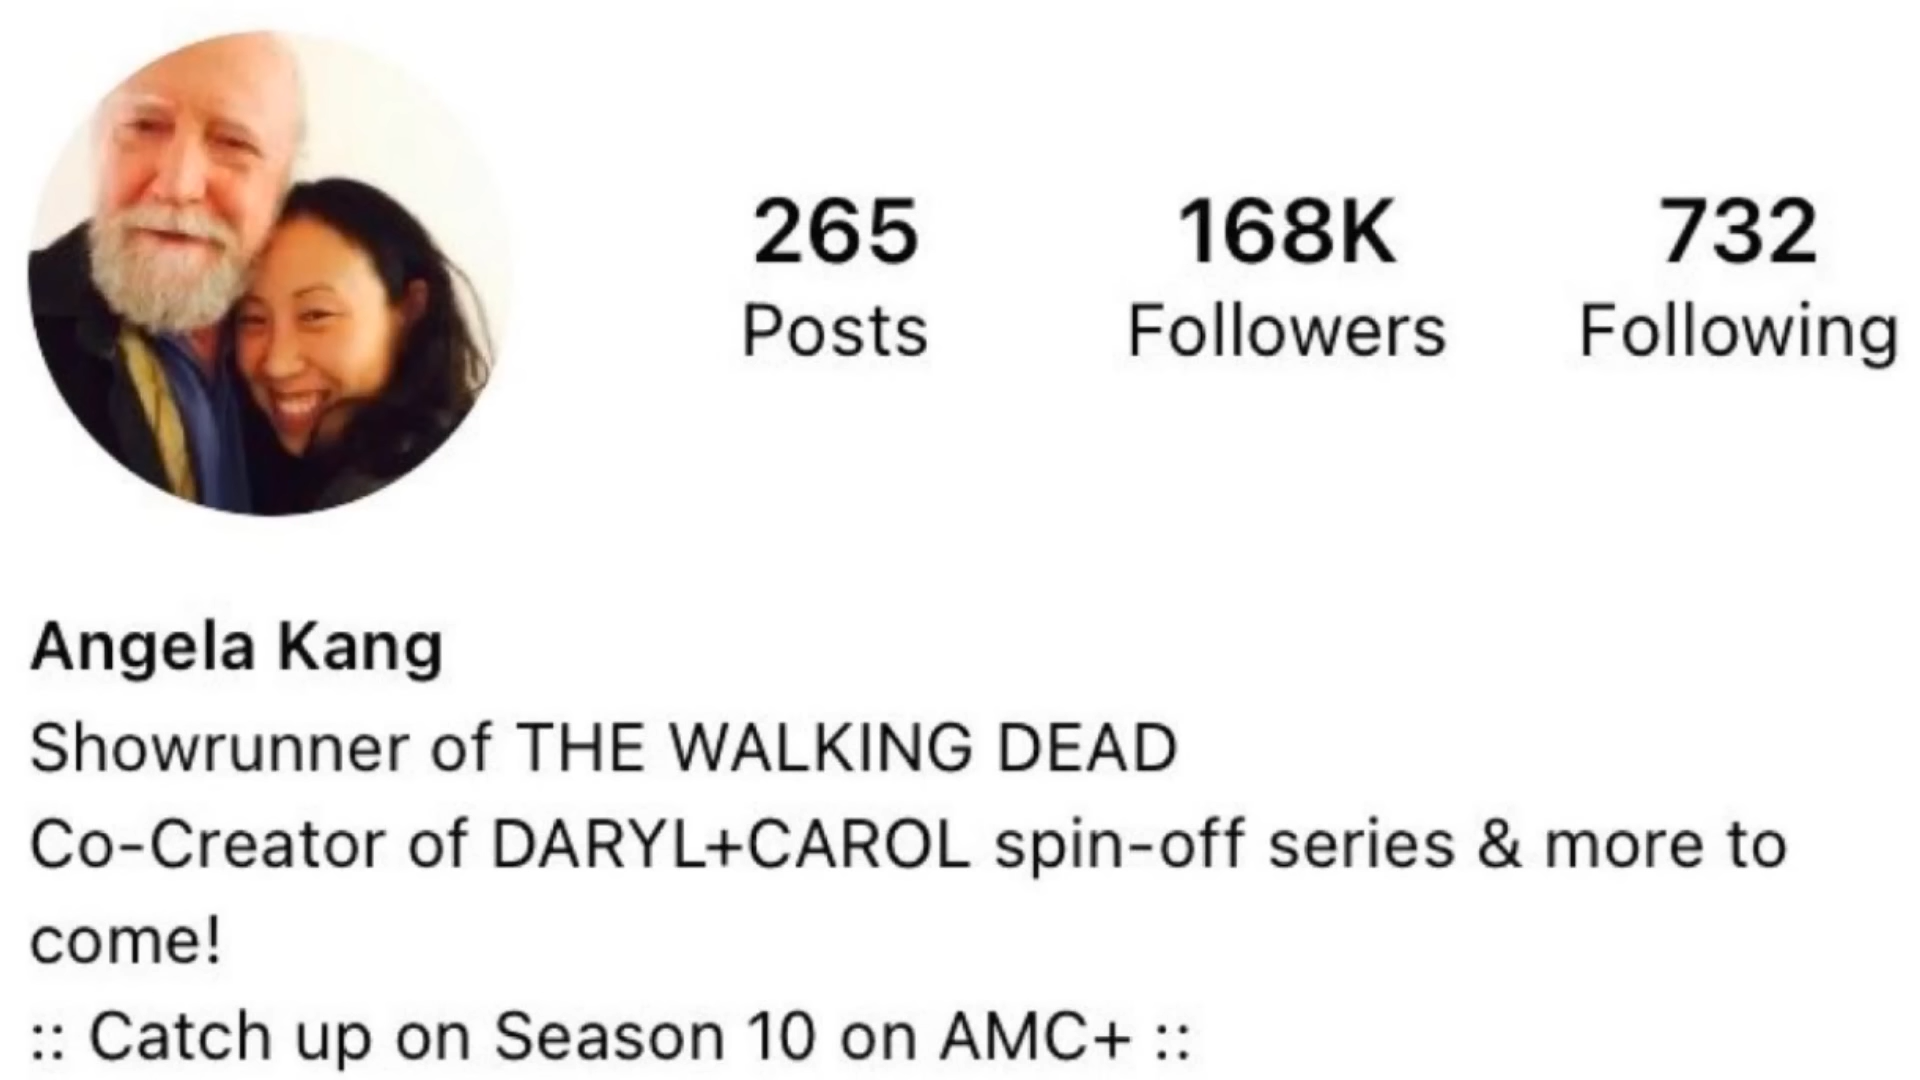 265 168K 732
Posts Followers Following
Angela Kang
Showrunner of THE WALKING DEAD
Co-Creator of DARYL+CAROL spin-off series & more to
come!
:: Catch up on Season 10 on AMC+ ::